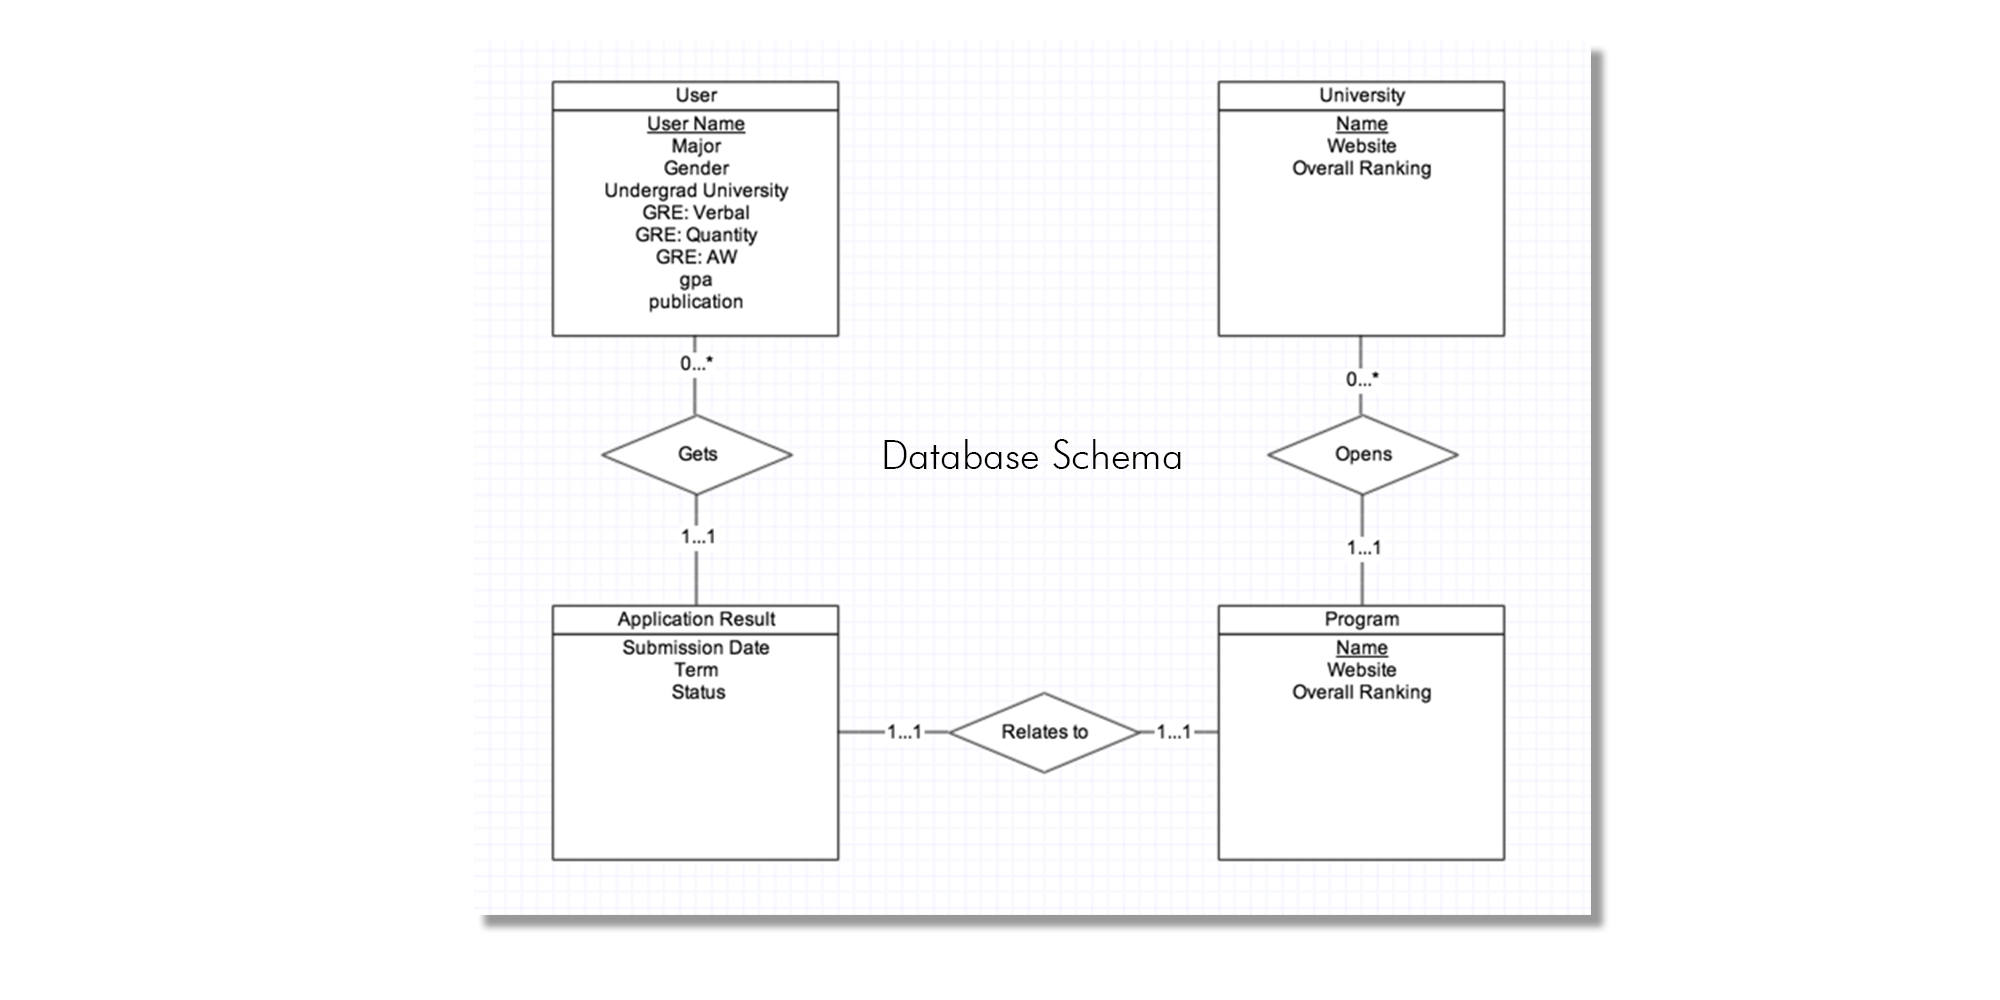 User
User Name
Major
Gender
Undergrad University
GRE: Verbal
GRE: Quantity
GRE: AW
gpa
publication
University
Name
Website
Overall Ranking
0...*
0...*
Gets
Database Schema
Opens
1...1
1...1
Application Result
Submission Date
Term
Status
1...1
Relates to
1...1
Program
Name
Website
Overall Ranking